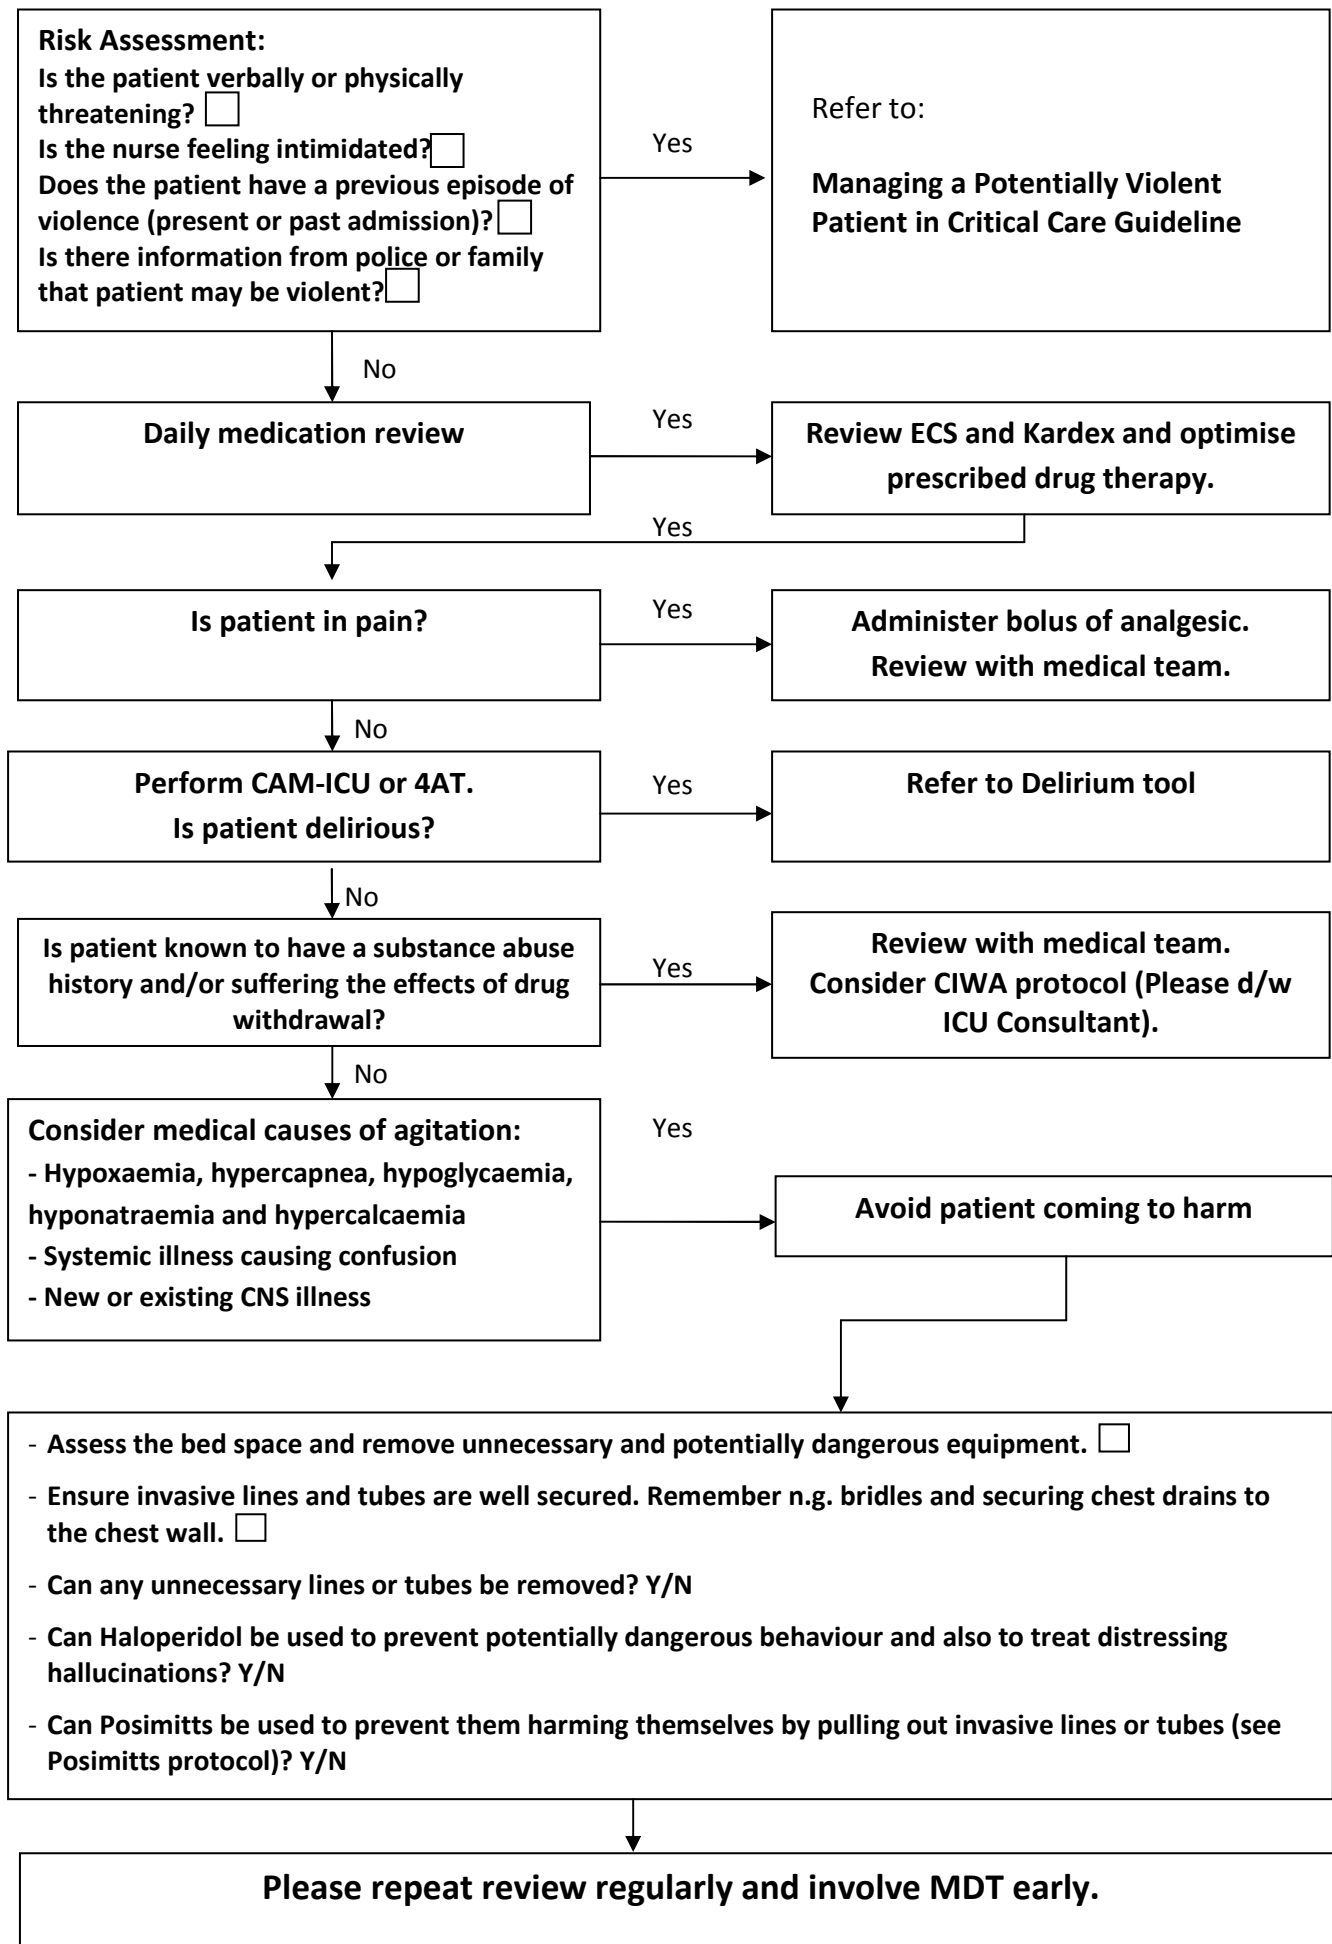 Risk Assessment:
Is the patient verbally or physically
threatening?
Is the nurse feeling intimidated?
Does the patient have a previous episode of
violence (present or past admission)?
Is there information from police or family
that patient may be violent?
Yes
Refer to:
Managing a Potentially Violent
Patient in Critical Care Guideline
No
Daily medication review
Yes
Review ECS and Kardex and optimise
prescribed drug therapy.
Yes
Is patient in pain?
Yes
Administer bolus of analgesic.
Review with medical team.
No
Perform CAM-ICU or 4AT.
Is patient delirious?
Yes
Refer to Delirium tool
No
Is patient known to have a substance abuse
history and/or suffering the effects of drug
withdrawal?
Yes
Review with medical team.
Consider CIWA protocol (Please d/w
ICU Consultant).
No
Consider medical causes of agitation:
- Hypoxaemia, hypercapnea, hypoglycaemia,
hyponatraemia and hypercalcaemia
- Systemic illness causing confusion
- New or existing CNS illness
Yes
Avoid patient coming to harm
- Assess the bed space and remove unnecessary and potentially dangerous equipment.
- Ensure invasive lines and tubes are well secured. Remember n.g. bridles and securing chest drains to
the chest wall.
- Can any unnecessary lines or tubes be removed? Y/N
- Can Haloperidol be used to prevent potentially dangerous behaviour and also to treat distressing
hallucinations? Y/N
- Can Posimitts be used to prevent them harming themselves by pulling out invasive lines or tubes (see
Posimitts protocol)? Y/N
Please repeat review regularly and involve MDT early.